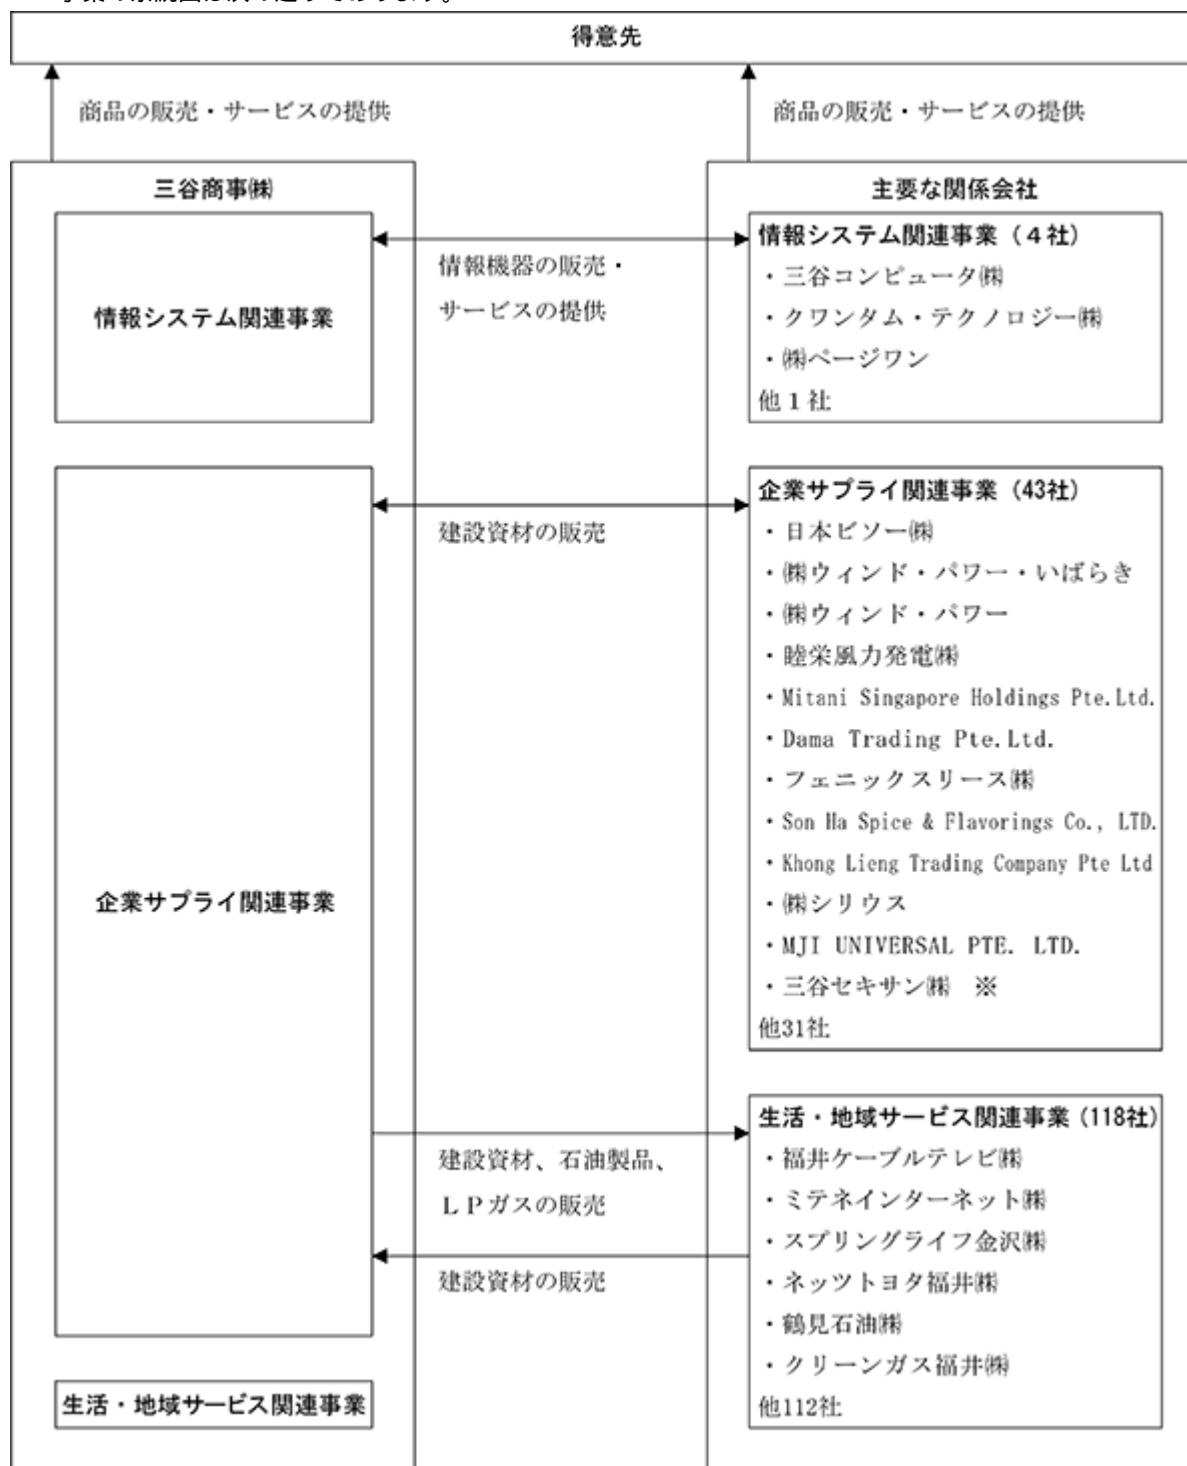 事業の系統図は次の通りであります。
得意先
商品の販売・サービスの提供
商品の販売・サービスの提供
三谷商事㈱
情報システム関連事業
企業サプライ関連事業
生活・地域サービス関連事業
情報機器の販売・
サービスの提供
建設資材の販売
建設資材、石油製品、
ＬＰガスの販売
建設資材の販売
主要な関係会社
情報システム関連事業（４社）
・三谷コンピュータ㈱
・クワンタム・テクノロジー㈱
・㈱ページワン
他１社
企業サプライ関連事業（43社）
・日本ビソー㈱
・㈱ウィンド・パワー・いばらき
・㈱ウィンド・パワー
・睦栄風力発電㈱
・Mitani Singapore Holdings Pte.Ltd.
・Dama Trading Pte.Ltd.
・フェニックスリース㈱
・Son Ha Spice & Flavorings Co., LTD.
・Khong Lieng Trading Company Pte Ltd
・㈱シリウス
・MJI UNIVERSAL PTE. LTD.
・三谷セキサン㈱　※
他31社
生活・地域サービス関連事業（118社）
・福井ケーブルテレビ㈱
・ミテネインターネット㈱
・スプリングライフ金沢㈱
・ネッツトヨタ福井㈱
・鶴見石油㈱
・クリーンガス福井㈱
他112社